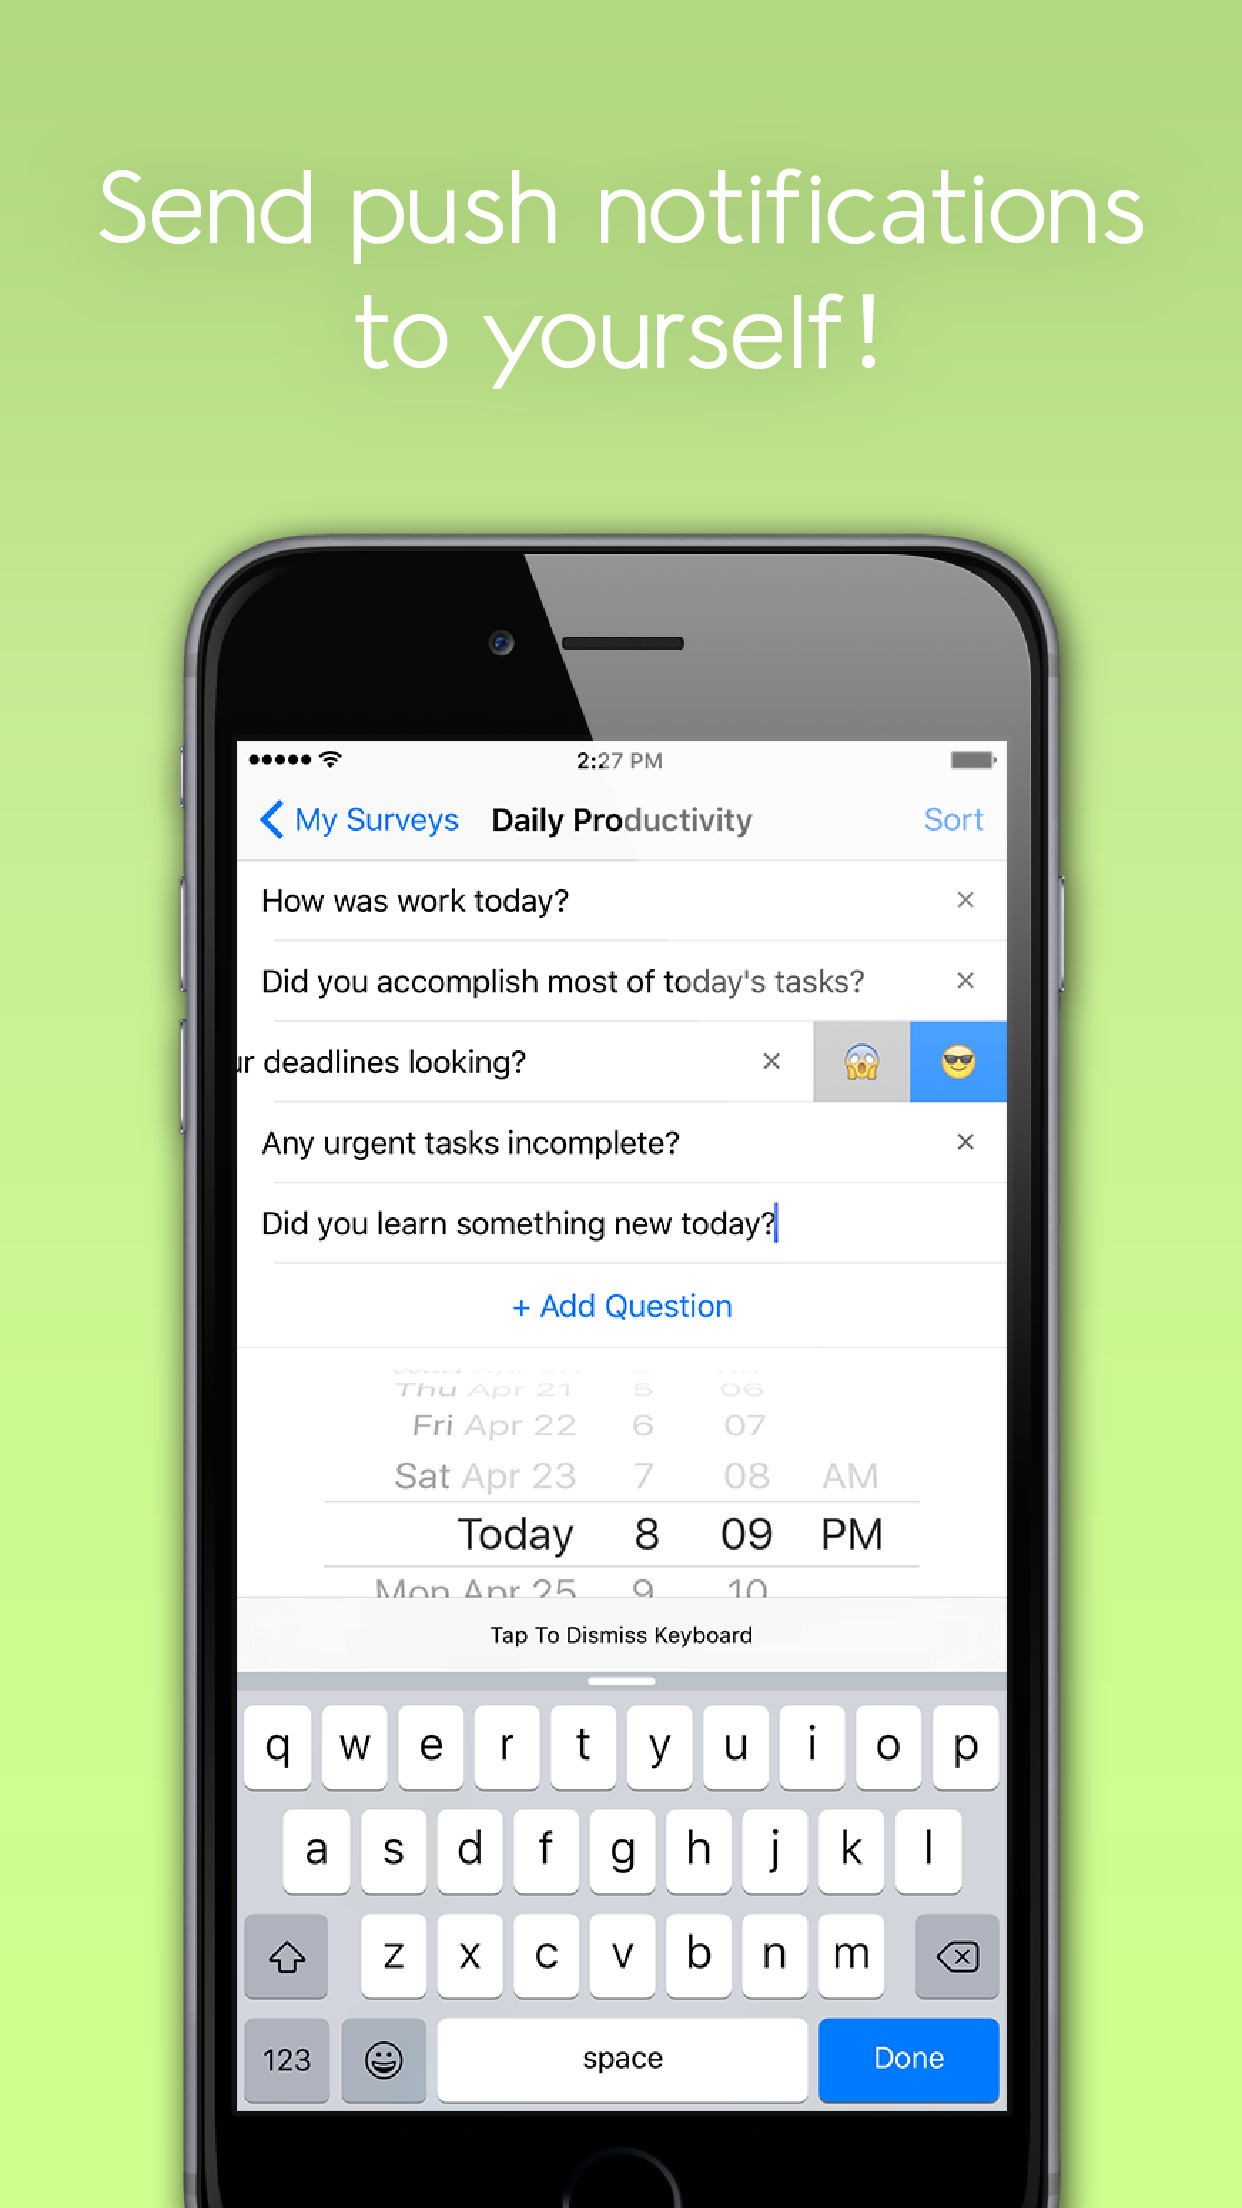 Send push notifications
to yourself!
2:27 PM
My Surveys Daily Productivity Sort
How was work today?
Did you accomplish most of today's tasks?
deadlines looking?
Any urgent tasks incomplete?
Did you learn something new today?
+ Add Question
Thu Apr 21 5 06
Fri Apr 22 6 07
Sat Apr 23 7 08 AM
Today 8 09 PM
Mon Apr 25 9 10
Tap To Dismiss Keyboard
q w e r t y u i o p
a s d f g h j k l
z x c v b n m
123 space Done